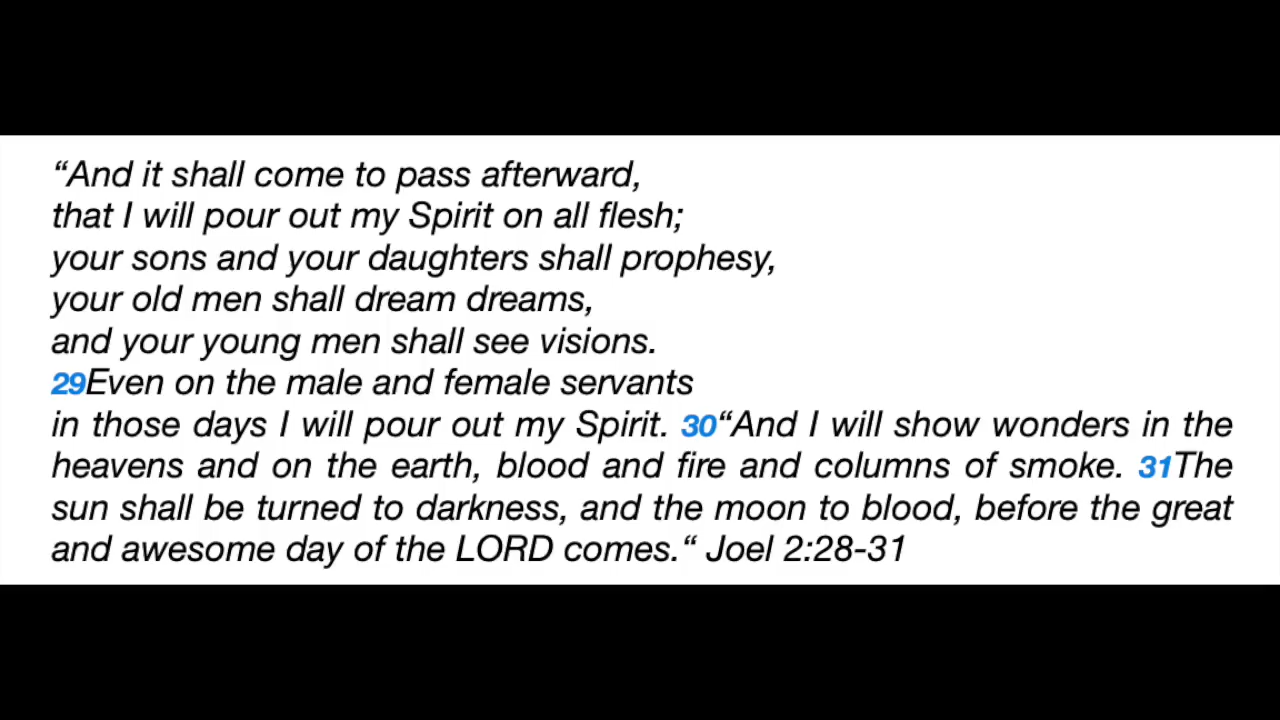 “And it shall come to pass afterward,
that I will pour out my Spirit on all flesh;
your sons and your daughters shall prophesy,
your old men shall dream dreams,
and your young men shall see visions.
29Even on the male and female servants
in those days I will pour out my Spirit. 30“And I will show wonders in the
heavens and on the earth, blood and fire and columns of smoke. 31The
sun shall be turned to darkness, and the moon to blood, before the great
and awesome day of the LORD comes.“ Joel 2:28-31